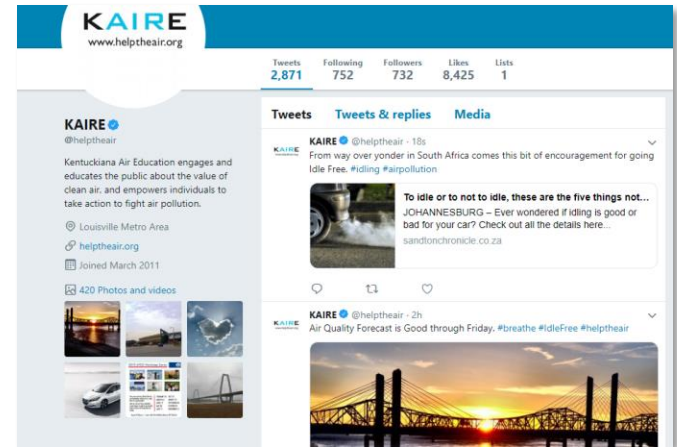 KAIRE
www.helptheair.org
Tweets Following Followers Likes Lists
2,871 752 732 8,425 1
KAIRE
@helptheair
Kentuckiana Air Education engages and
educates the public about the value of
clean air, and empowers individuals to
take action to fight air pollution.
Louisville Metro Area
helptheair.org
Joined March 2011
420 Photos and videos
Tweets Tweets & replies Media
KAIRE
KAIRE @helptheair · 18s
From way over yonder in South Africa comes this bit of encouragement for going
Idle Free. #idling #airpollution
To idle or to not to idle, these are the five things not...
JOHANNESBURG – Ever wondered if idling is good or
bad for your car? Check out all the details here...
sandtonchronicle.co.za
KAIRE
KAIRE @helptheair · 2h
Air Quality Forecast is Good through Friday. #breathe #IdleFree #helptheair